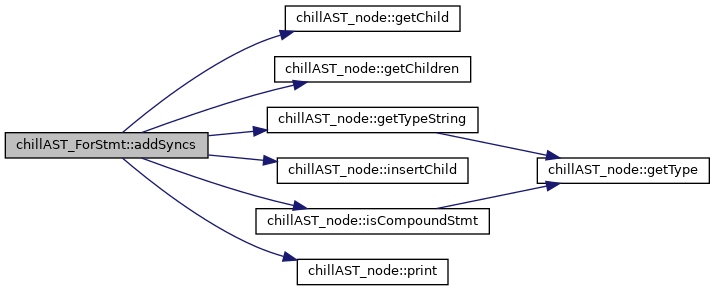 chillAST_node::getChild
chillAST_node::getChildren
chillAST_node::getTypeString
chillAST_ForStmt::addSyncs
chillAST_node::insertChild
chillAST_node::getType
chillAST_node::isCompoundStmt
chillAST_node::print